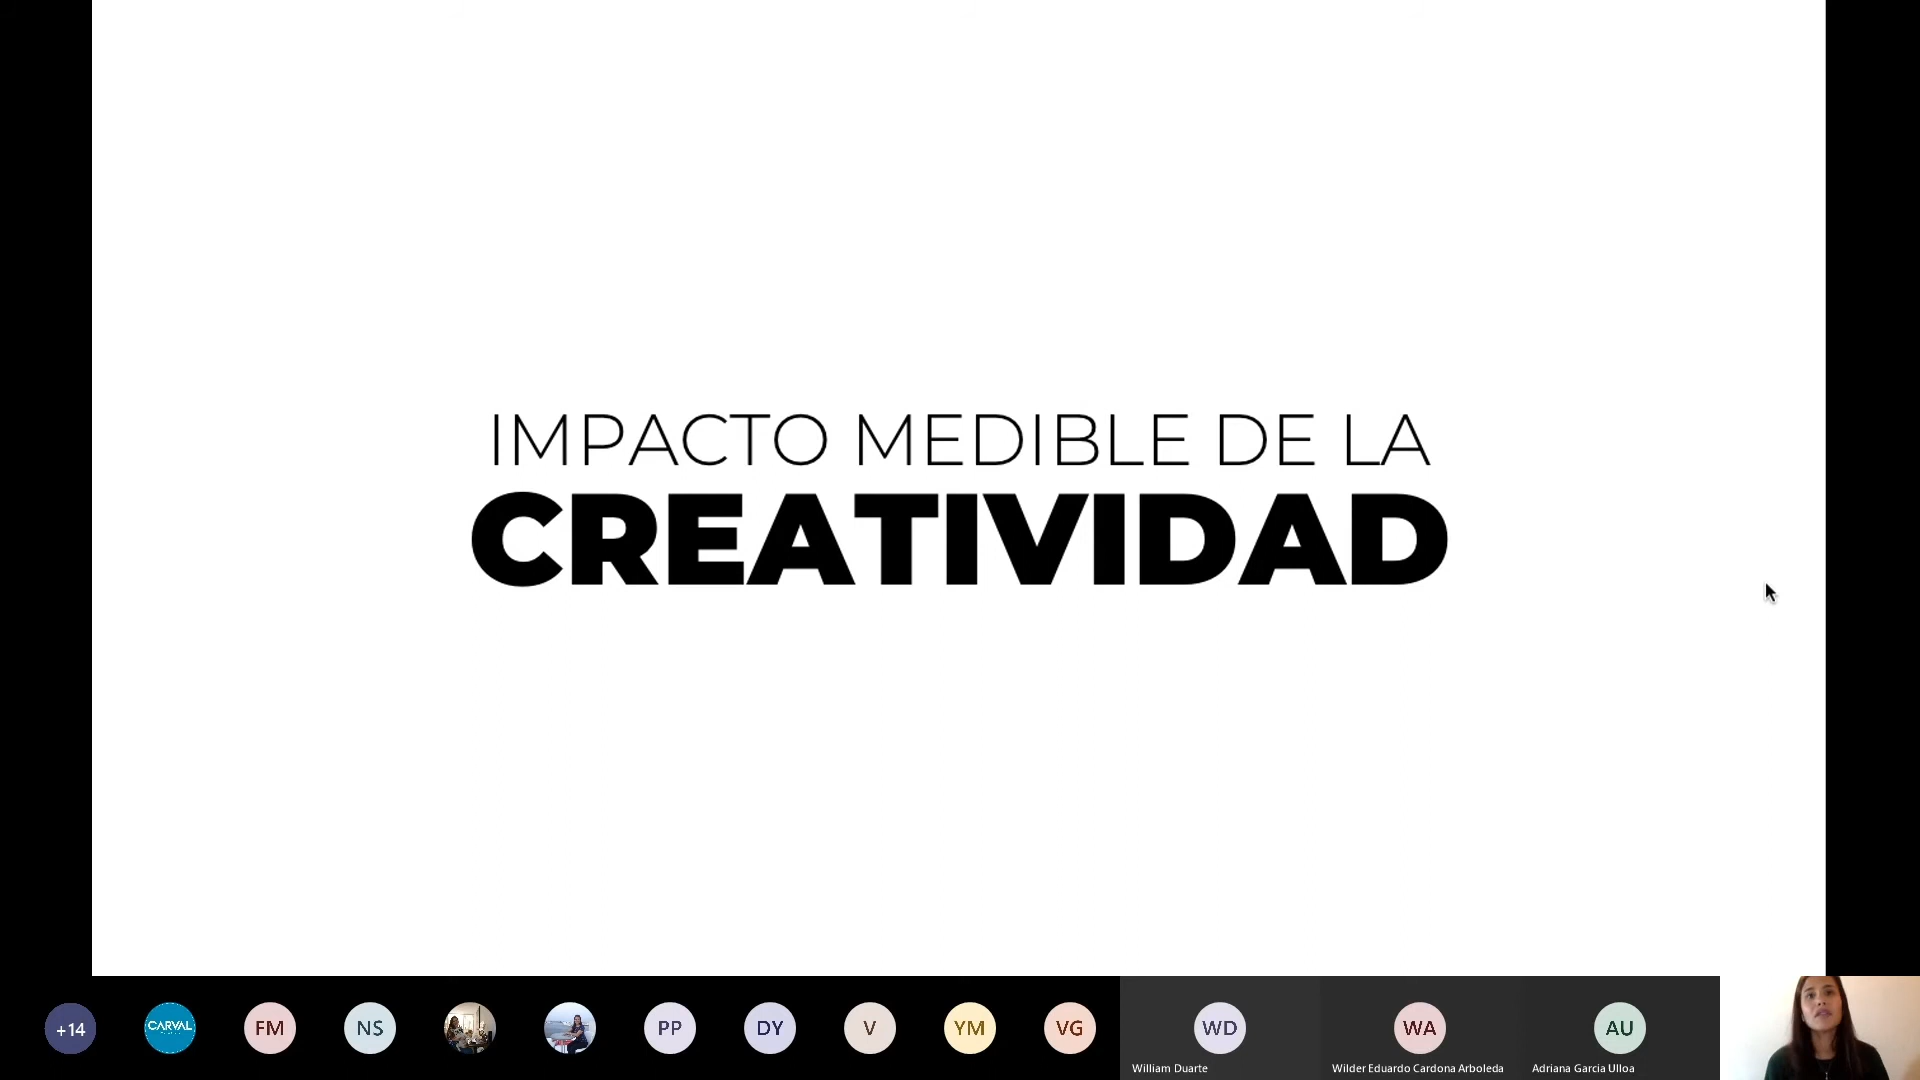 IMPACTO MEDIBLE DE LA
CREATIVIDAD
+14
CARVAL
FM
NS
PP
DY
V
YM
VG
WD
WA
AU
William Duarte
Wilder Eduardo Cardona Arboleda
Adriana Garcia Ulloa